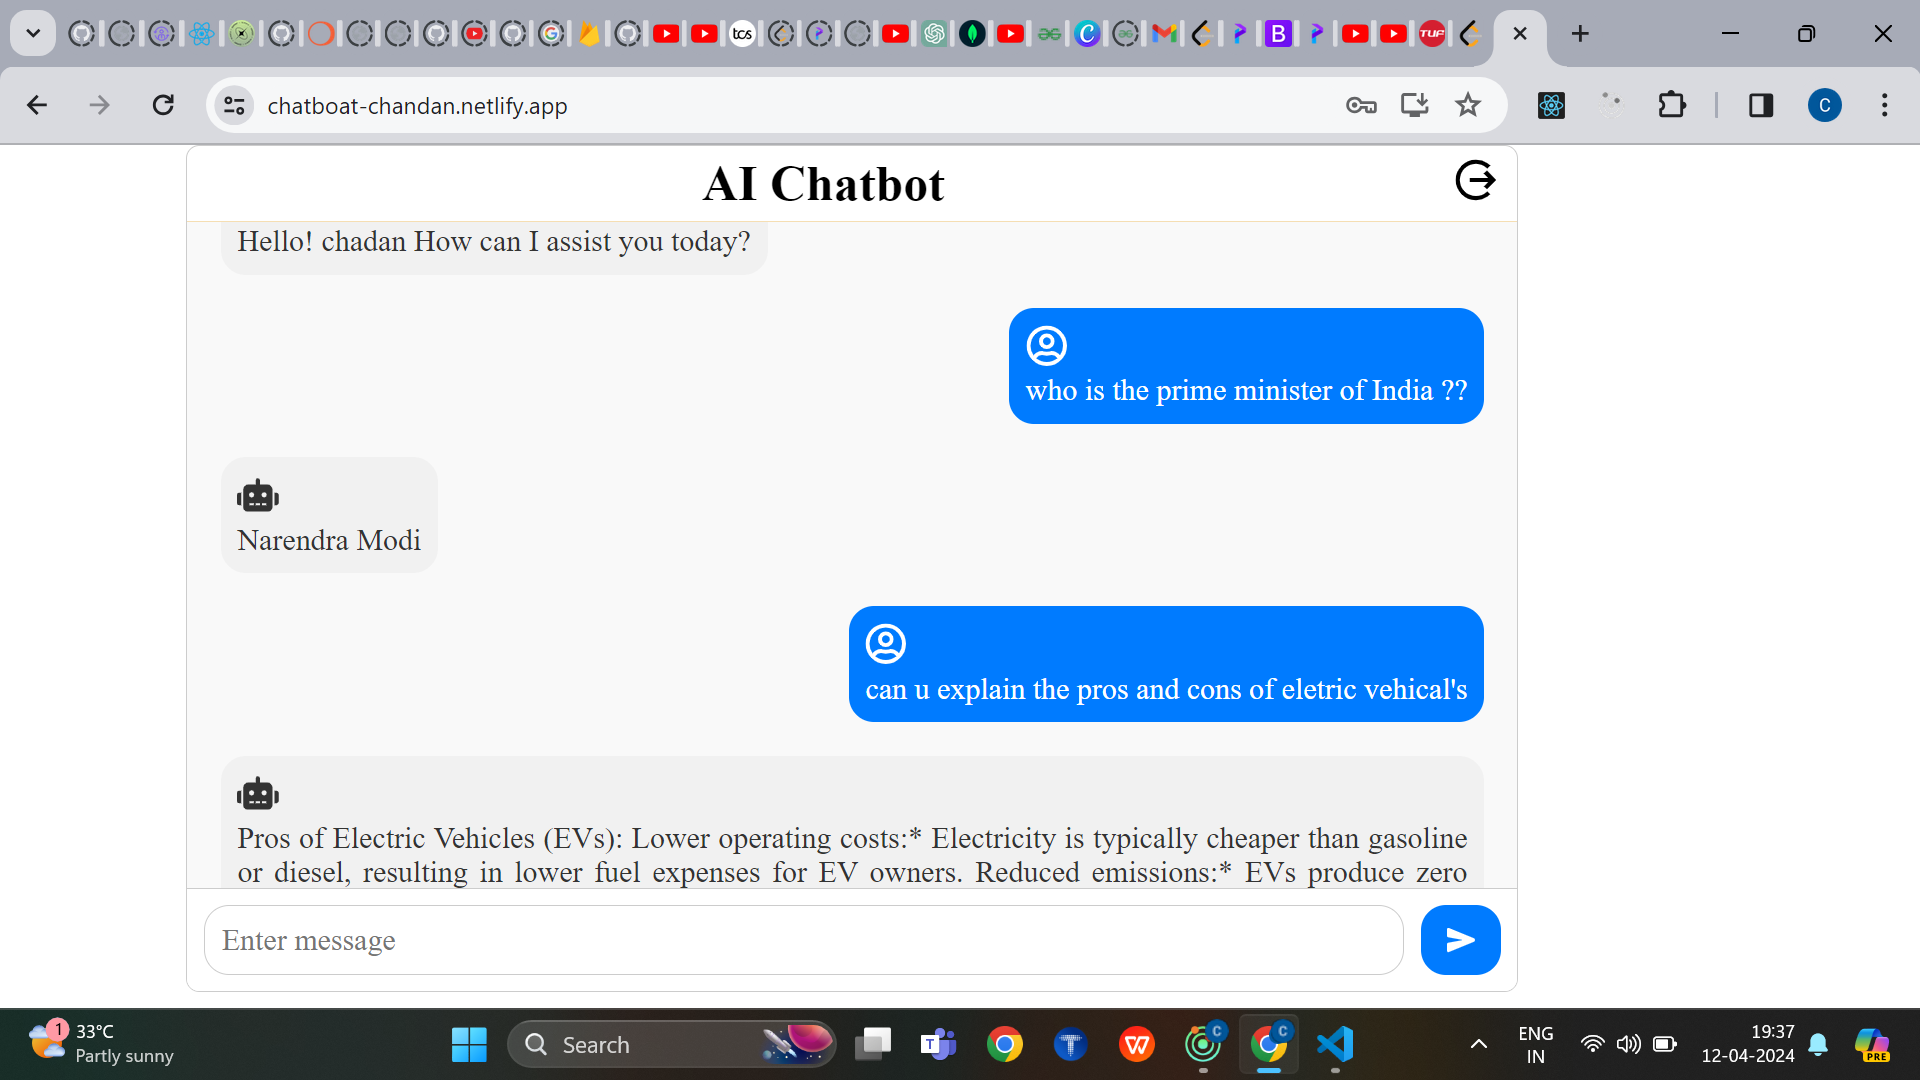 tcs
B
TUF
chatboat-chandan.netlify.app
C
AI Chatbot
Hello! chadan How can I assist you today?
who is the prime minister of India ??
Narendra Modi
can u explain the pros and cons of eletric vehical's
Pros of Electric Vehicles (EVs): Lower operating costs:* Electricity is typically cheaper than gasoline
or diesel, resulting in lower fuel expenses for EV owners. Reduced emissions:* EVs produce zero
Enter message
1
33°C
Partly sunny
Search
T
T
W
C
C
ENG
IN
19:37
12-04-2024
PRE